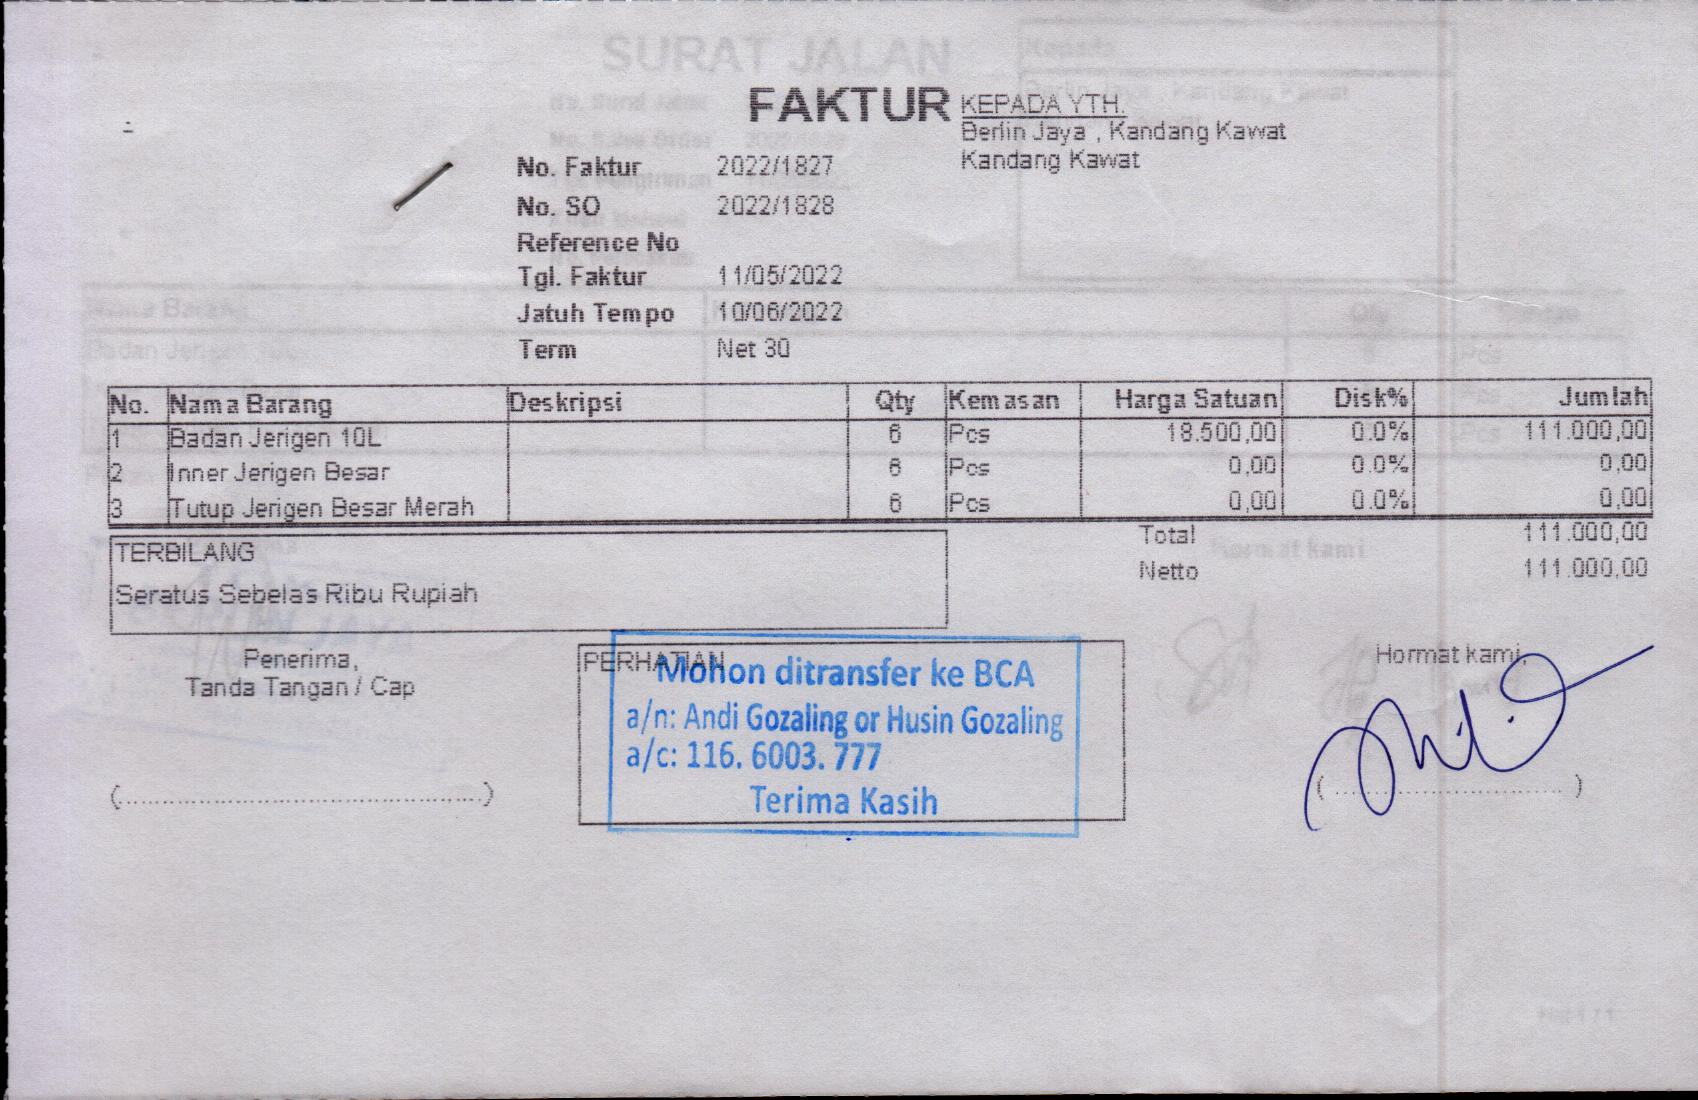 FAKTUR
KEPADA YTH.
Berlin Jaya , Kandang Kawat
Kandang Kawat
No. Faktur 2022/1827
No. SO 2022/1828
Reference No
Tgl. Faktur 11/05/2022
Jatuh Tempo 10/06/2022
Term Net 30
No. Nama Barang Deskripsi Qty Kemasan Harga Satuan Disk% Jumlah
1 Badan Jerigen 10L 6 Pcs 18.500,00 0.0% 111.000,00
2 Inner Jerigen Besar 6 Pcs 0,00 0.0% 0,00
3 Tutup Jerigen Besar Merah 6 Pcs 0,00 0.0% 0,00
Total 111.000,00
Netto 111.000,00
TERBILANG
Seratus Sebelas Ribu Rupiah
Penerima,
Tanda Tangan / Cap
PERHATIAN
Mohon ditransfer ke BCA
a/n: Andi Gozaling or Husin Gozaling
a/c: 116. 6003. 777
Terima Kasih
Hormat kami,
SURAT JALAN
Kepada